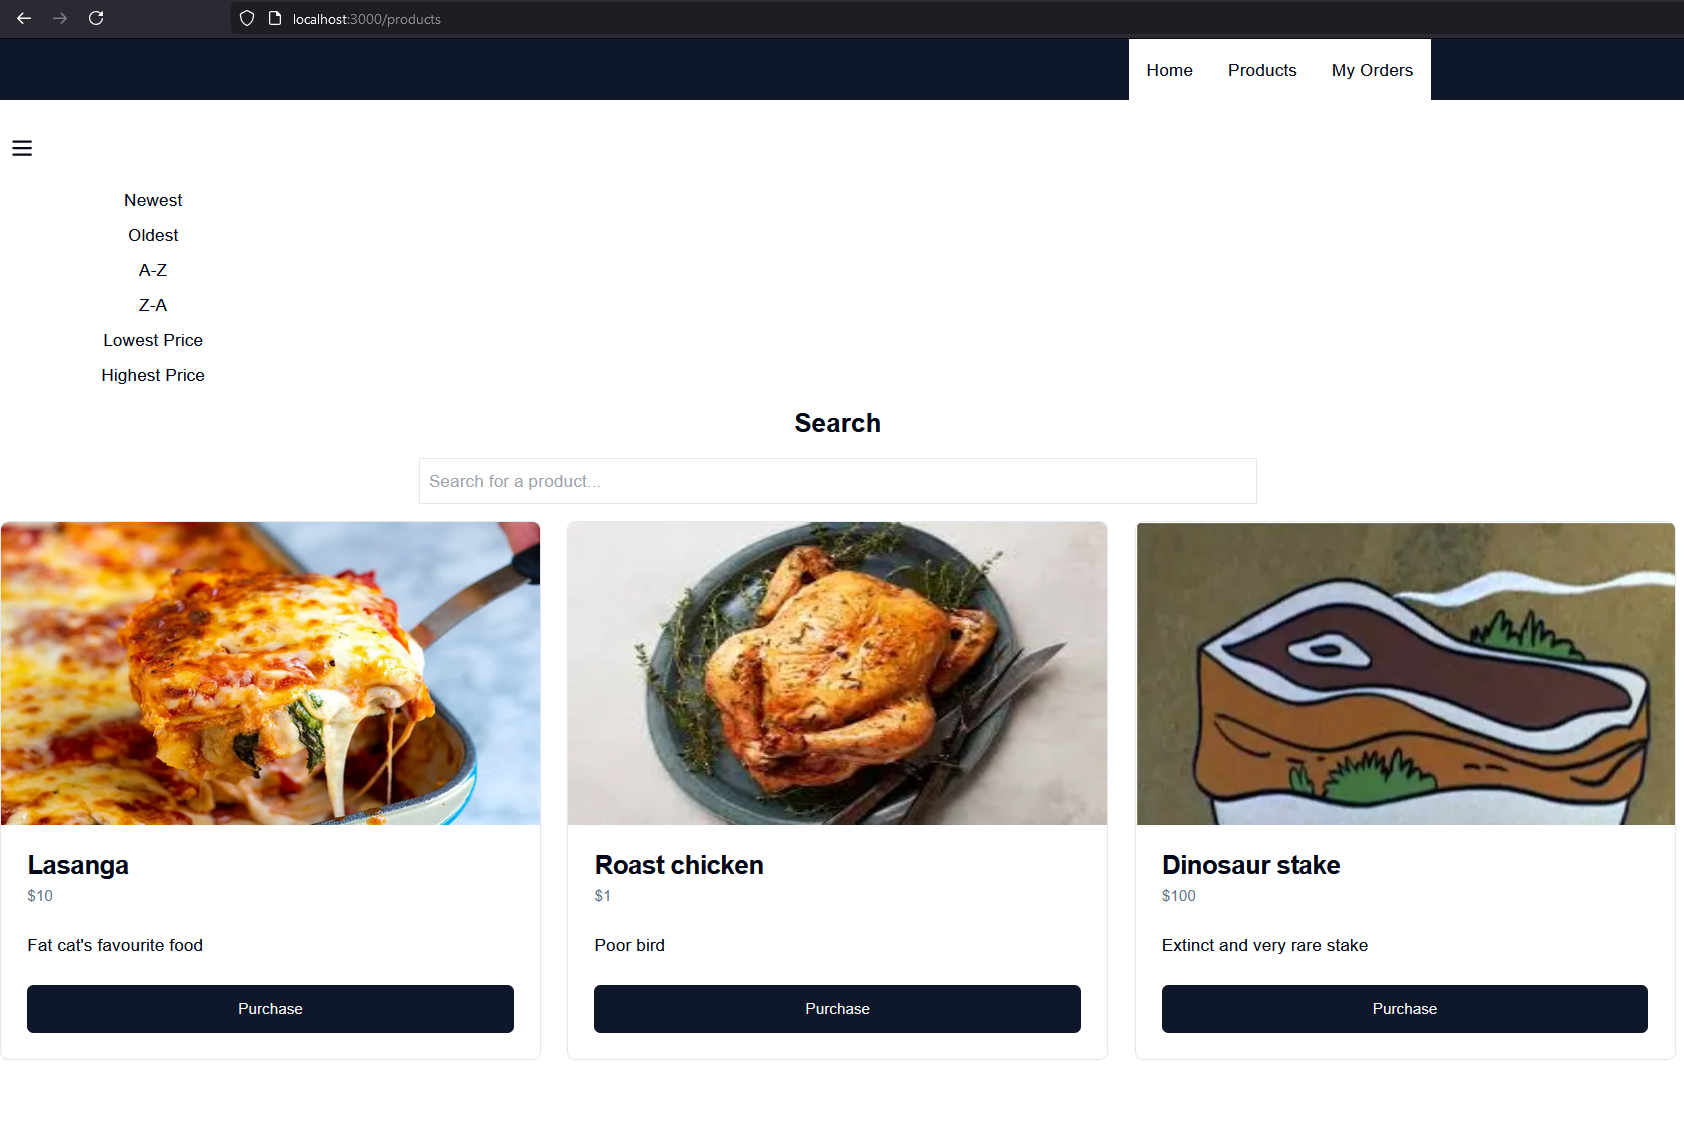 localhost:3000/products
Home Products My Orders
Newest
Oldest
A-Z
Z-A
Lowest Price
Highest Price
Search
Search for a product...
Lasanga
$10
Fat cat's favourite food
Purchase
Roast chicken
$1
Poor bird
Purchase
Dinosaur stake
$100
Extinct and very rare stake
Purchase